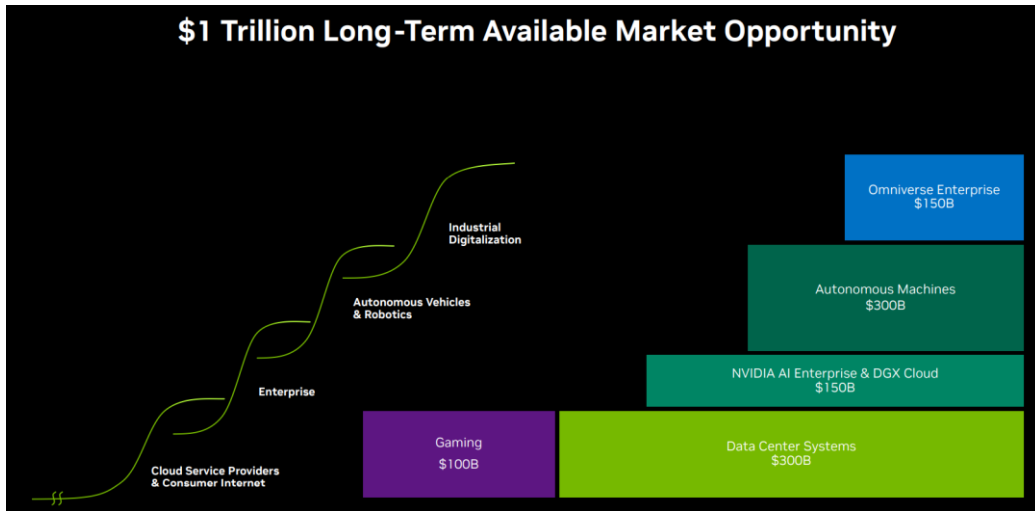 $1 Trillion Long-Term Available Market Opportunity
Omniverse Enterprise
$150B
Industrial
Digitalization
Autonomous Machines
$300B
Autonomous Vehicles
& Robotics
NVIDIA AI Enterprise & DGX Cloud
$150B
Enterprise
Gaming
$100B
Data Center Systems
$300B
Cloud Service Providers
& Consumer Internet